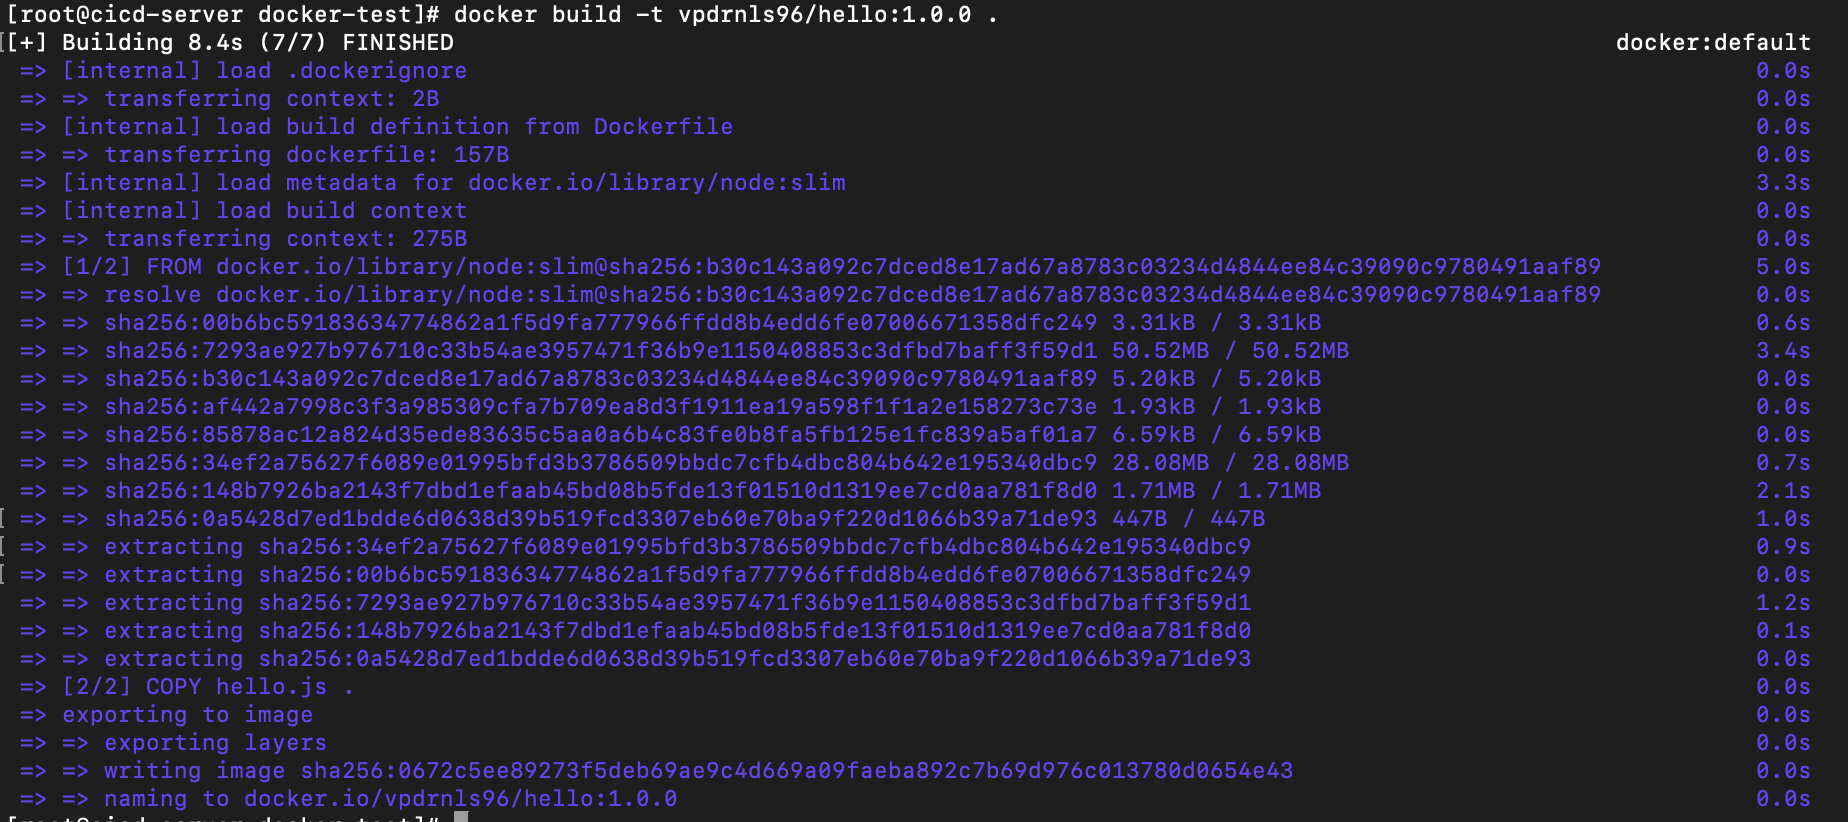 [root@cicd-server docker-test]# docker build -t vpdrnls96/hello:1.0.0 .
[+] Building 8.4s (7/7) FINISHED docker:default
=> [internal] load .dockerignore 0.0s
=> => transferring context: 2B 0.0s
=> [internal] load build definition from Dockerfile 0.0s
=> => transferring dockerfile: 157B 0.0s
=> [internal] load metadata for docker.io/library/node:slim 3.3s
=> [internal] load build context 0.0s
=> => transferring context: 275B 0.0s
=> [1/2] FROM docker.io/library/node:slim@sha256:b30c143a092c7dced8e17ad67a8783c03234d4844ee84c39090c9780491aaf89 5.0s
=> => resolve docker.io/library/node:slim@sha256:b30c143a092c7dced8e17ad67a8783c03234d4844ee84c39090c9780491aaf89 0.0s
=> => sha256:00b6bc59183634774862a1f5d9fa777966ffdd8b4edd6fe07006671358dfc249 3.31kB / 3.31kB 0.6s
=> => sha256:7293ae927b976710c33b54ae3957471f36b9e1150408853c3dfbd7baff3f59d1 50.52MB / 50.52MB 3.4s
=> => sha256:b30c143a092c7dced8e17ad67a8783c03234d4844ee84c39090c9780491aaf89 5.20kB / 5.20kB 0.0s
=> => sha256:af442a7998c3f3a985309cfa7b709ea8d3f1911ea19a598f1f1a2e158273c73e 1.93kB / 1.93kB 0.0s
=> => sha256:85878ac12a824d35ede83635c5aa0a6b4c83fe0b8fa5fb125e1fc839a5af01a7 6.59kB / 6.59kB 0.0s
=> => sha256:34ef2a75627f6089e01995bfd3b3786509bbdc7cfb4dbc804b642e195340dbc9 28.08MB / 28.08MB 0.7s
=> => sha256:148b7926ba2143f7dbd1efaab45bd08b5fde13f01510d1319ee7cd0aa781f8d0 1.71MB / 1.71MB 2.1s
=> => sha256:0a5428d7ed1bdde6d0638d39b519fcd3307eb60e70ba9f220d1066b39a71de93 447B / 447B 1.0s
=> => extracting sha256:34ef2a75627f6089e01995bfd3b3786509bbdc7cfb4dbc804b642e195340dbc9 0.9s
=> => extracting sha256:00b6bc59183634774862a1f5d9fa777966ffdd8b4edd6fe07006671358dfc249 0.0s
=> => extracting sha256:7293ae927b976710c33b54ae3957471f36b9e1150408853c3dfbd7baff3f59d1 1.2s
=> => extracting sha256:148b7926ba2143f7dbd1efaab45bd08b5fde13f01510d1319ee7cd0aa781f8d0 0.1s
=> => extracting sha256:0a5428d7ed1bdde6d0638d39b519fcd3307eb60e70ba9f220d1066b39a71de93 0.0s
=> [2/2] COPY hello.js . 0.0s
=> exporting to image 0.0s
=> => exporting layers 0.0s
=> => writing image sha256:0672c5ee89273f5deb69ae9c4d669a09faeba892c7b69d976c013780d0654e43 0.0s
=> => naming to docker.io/vpdrnls96/hello:1.0.0 0.0s
[root@cicd-server docker-test]#